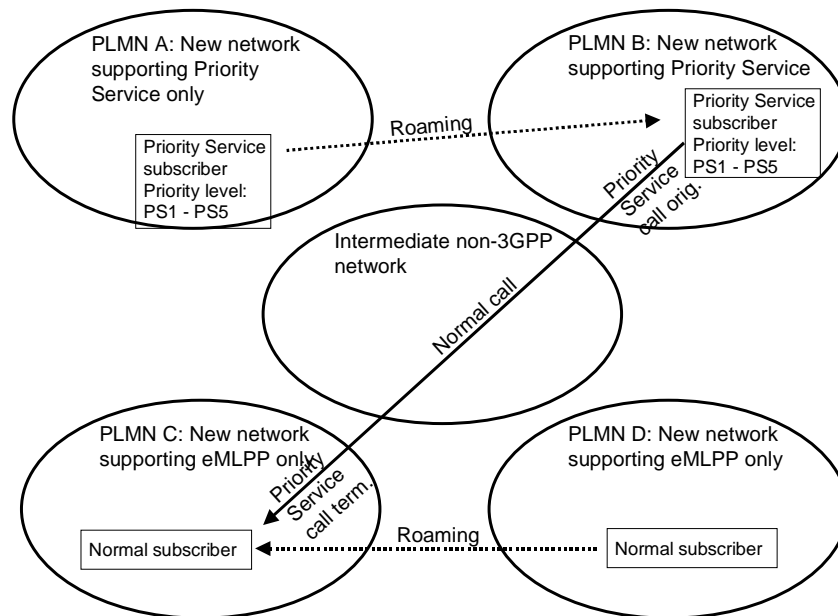 PLMN A: New network
supporting Priority
Service only
Priority Service
subscriber
Priority level:
PS1 - PS5
Roaming
PLMN B: New network
supporting Priority Service
Priority Service
subscriber
Priority level:
PS1 - PS5
Priority
Service
call orig.
Intermediate non-3GPP
network
Normal call
PLMN C: New network
supporting eMLPP only
Priority
Service
call term.
Normal subscriber
Roaming
PLMN D: New network
supporting eMLPP only
Normal subscriber